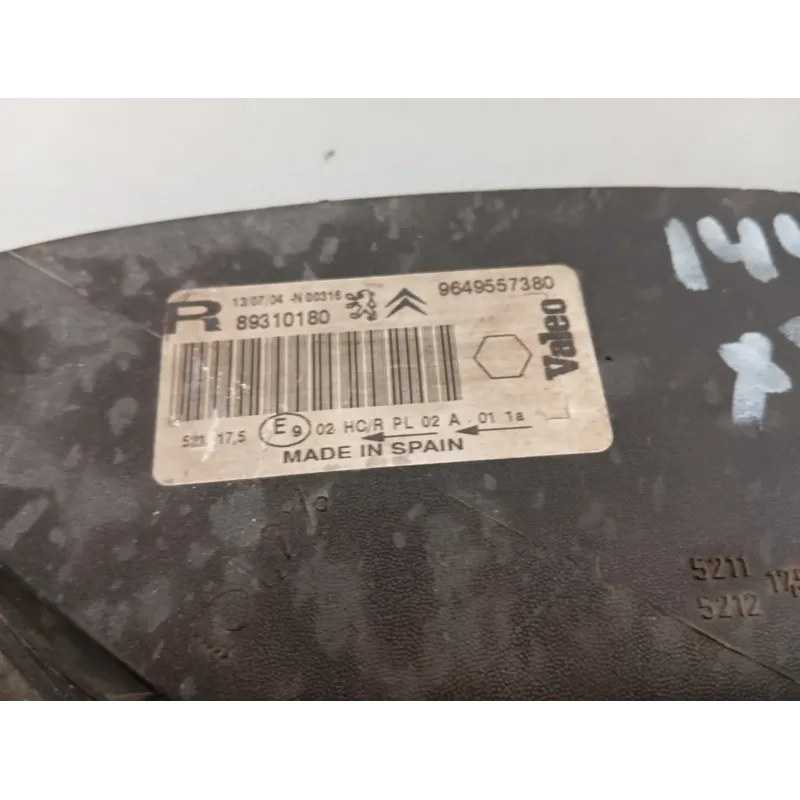 R 13/07/04 -N 00316 9649557380
89310180
Valeo
521 17,5 E9 02 HC/R PL 02 A 01 1a
MADE IN SPAIN
144
5211
5212